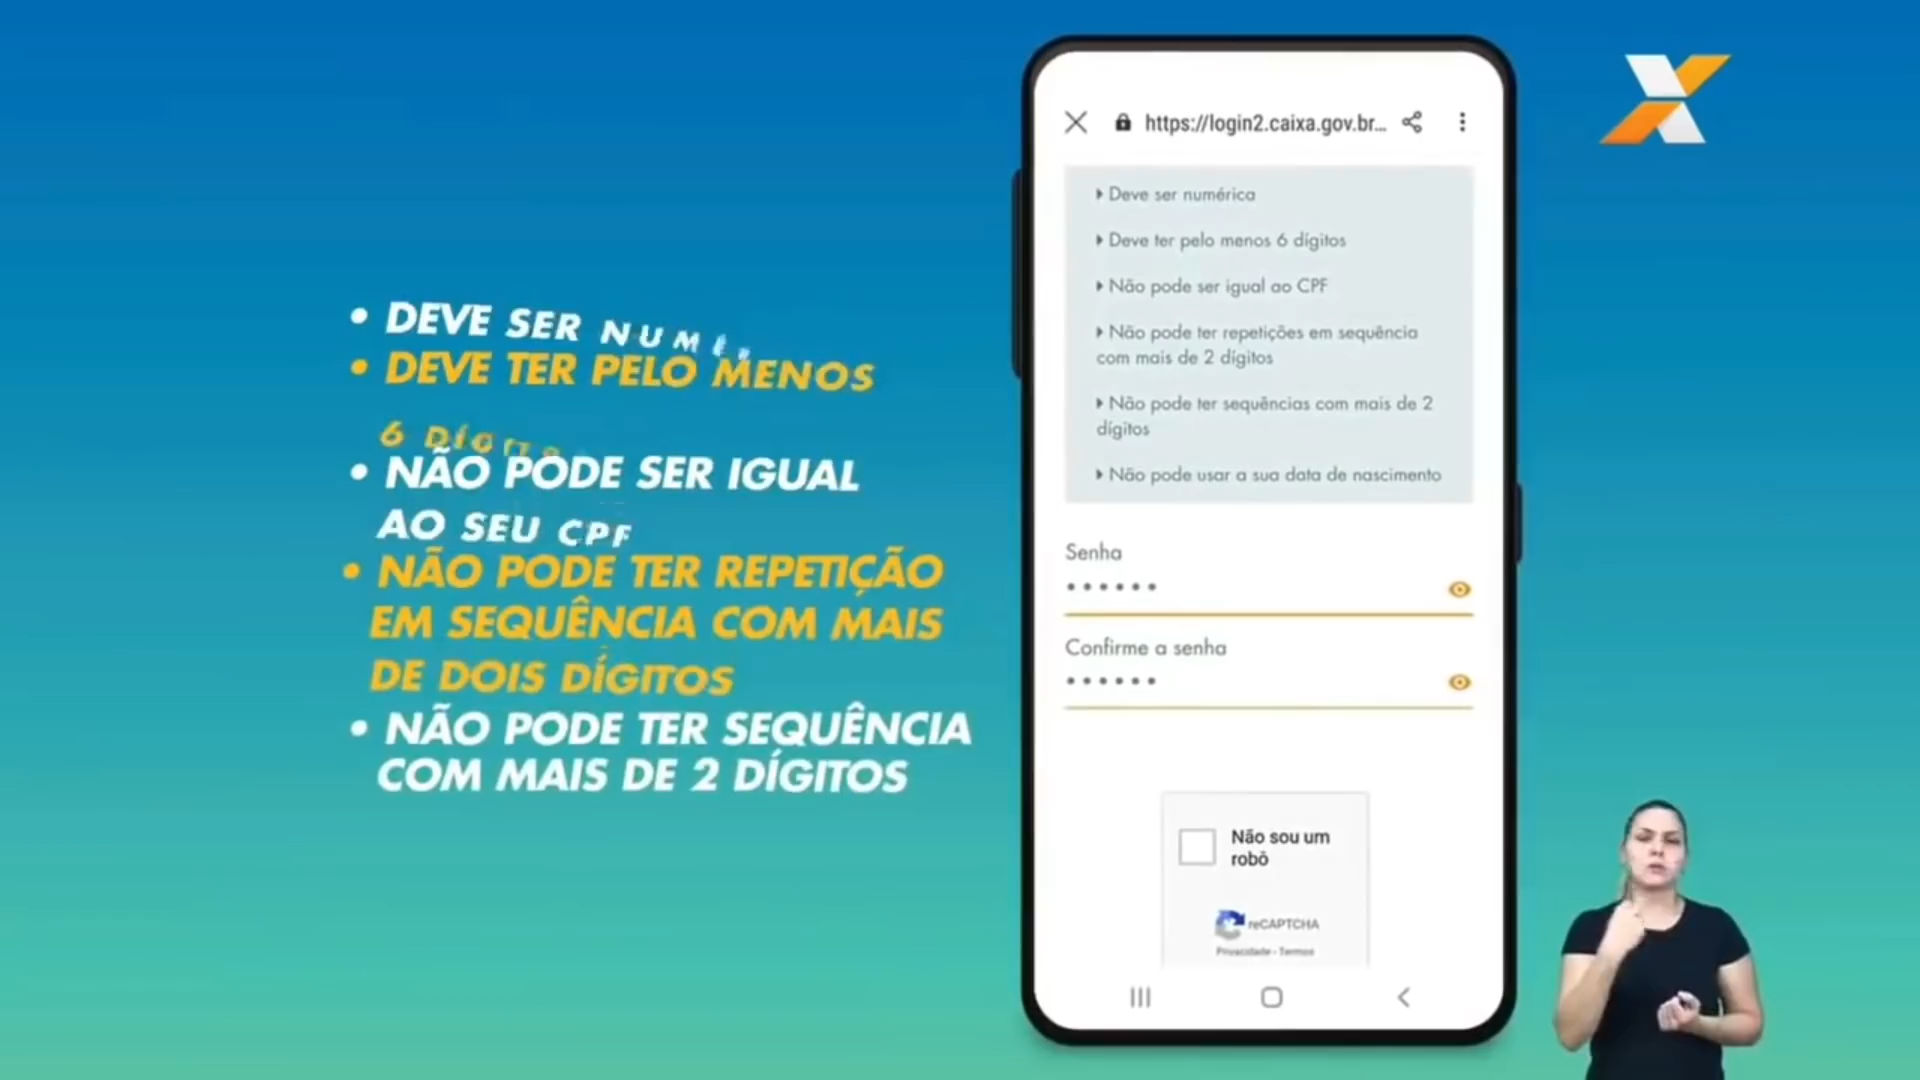 • DEVE SER
• DEVE TER PELO MENOS
6
• NÃO PODE SER IGUAL
AO SEU CPF
• NÃO PODE TER REPETIÇÃO
EM SEQUÊNCIA COM MAIS
DE DOIS DÍGITOS
• NÃO PODE TER SEQUÊNCIA
COM MAIS DE 2 DÍGITOS
https://login2.caixa.gov.br...
Deve ser numérica
Deve ter pelo menos 6 dígitos
Não pode ser igual ao CPF
Não pode ter repetições em sequência
com mais de 2 dígitos
Não pode ter sequências com mais de 2
dígitos
Não pode usar a sua data de nascimento
Senha
••••••
Confirme a senha
••••••
Não sou um
robô
reCAPTCHA
Privacidade - Termos